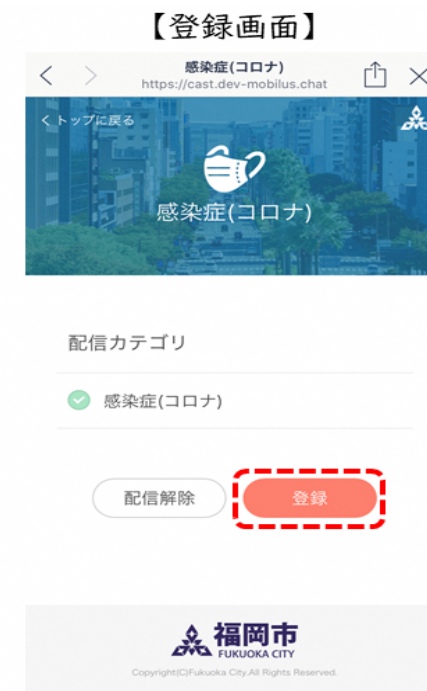 【登録画面】
感染症(コロナ)
https://cast.dev-mobilus.chat
くトップに戻る
感染症(コロナ)
配信カテゴリ
感染症(コロナ)
配信解除
登録
福岡市
FUKUOKA CITY
Copyright(C)Fukuoka City.All Rights Reserved.